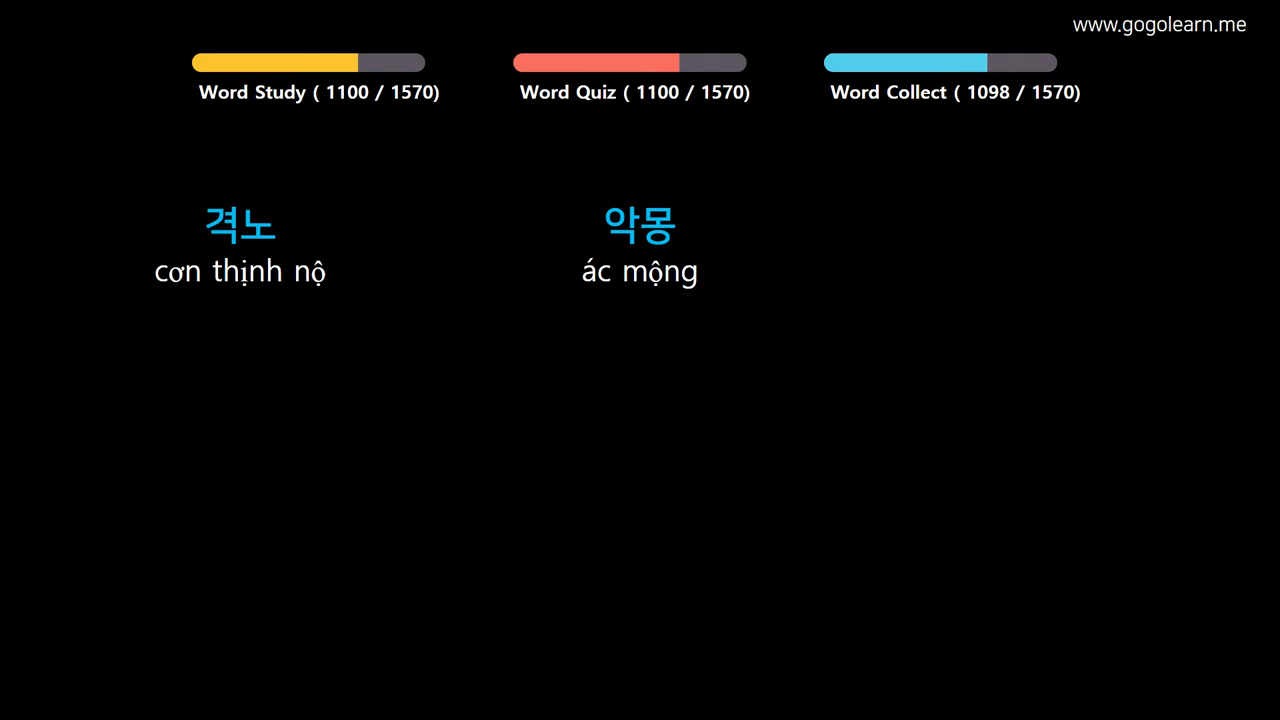 www.gogolearn.me
Word Study ( 1100 / 1570)
Word Quiz ( 1100 / 1570)
Word Collect ( 1098 / 1570)
격노
cơn thịnh nộ
악몽
ác mộng